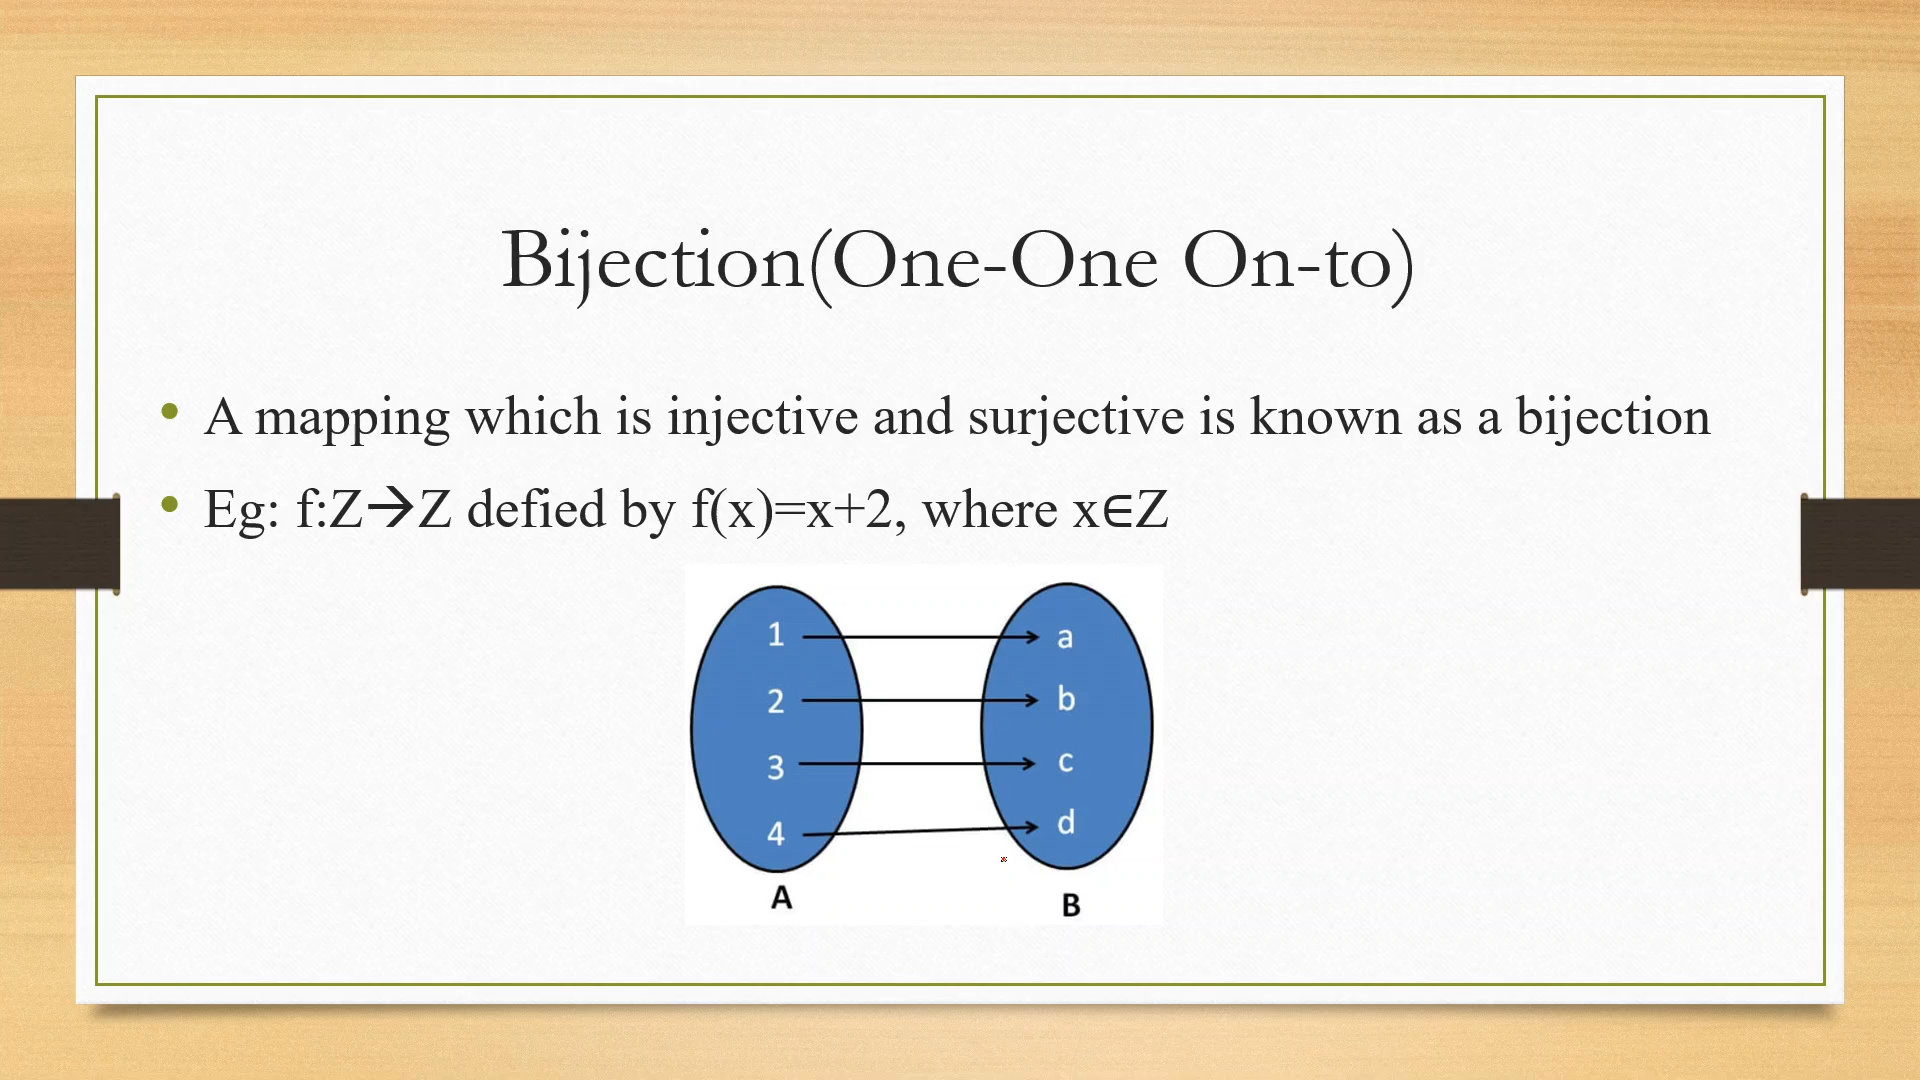 Bijection(One-One On-to)
• A mapping which is injective and surjective is known as a bijection
• Eg: f:Z→Z defied by f(x)=x+2, where x∈Z
1 a
2 b
3 c
4 d
A B